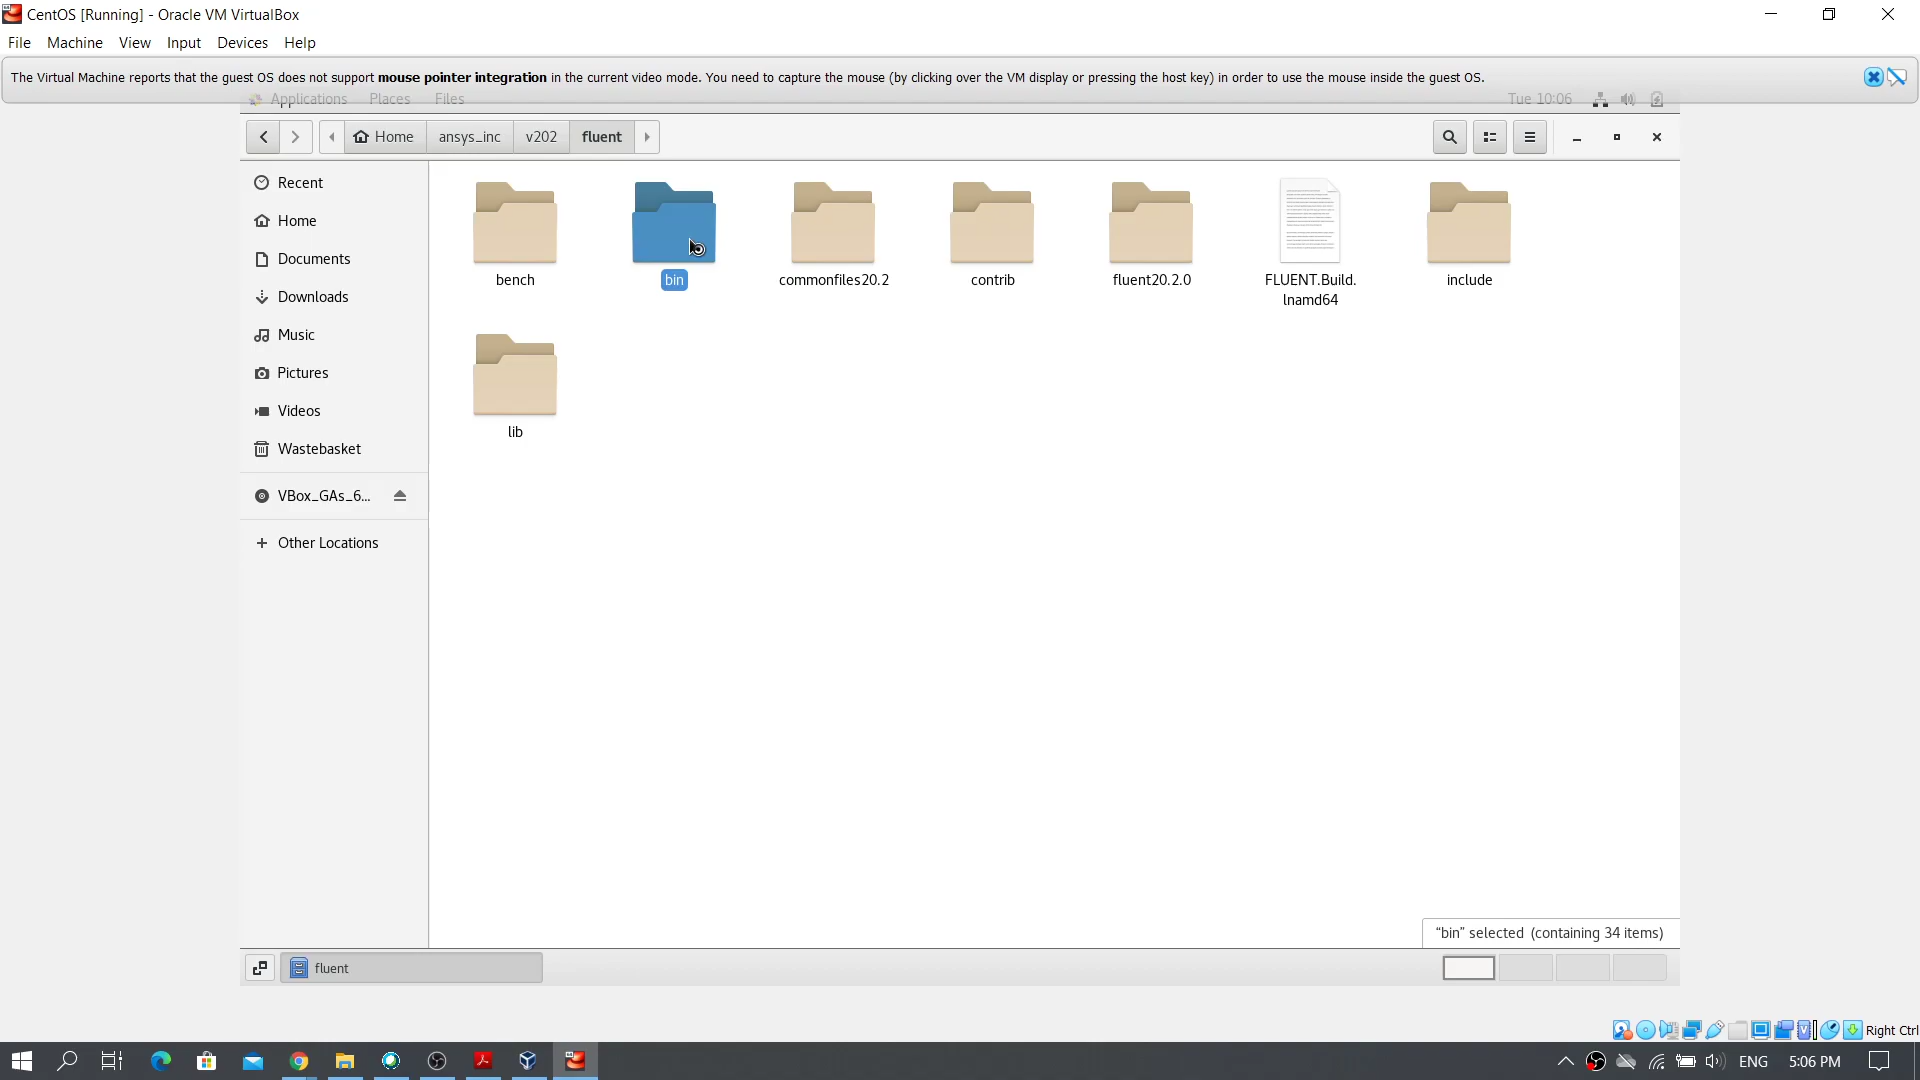 CentOS [Running] - Oracle VM VirtualBox
File Machine View Input Devices Help
The Virtual Machine reports that the guest OS does not support mouse pointer integration in the current video mode. You need to capture the mouse (by clicking over the VM display or pressing the host key) in order to use the mouse inside the guest OS.
Applications Places Files Tue 10:06
Home ansys_inc v202 fluent
Recent
Home
Documents
Downloads
Music
Pictures
Videos
Wastebasket
VBox_GAs_6...
Other Locations
bench bin commonfiles20.2 contrib fluent20.2.0 FLUENT.Build. include
lnamd64
lib
“bin” selected (containing 34 items)
fluent
Right Ctrl
ENG 5:06 PM